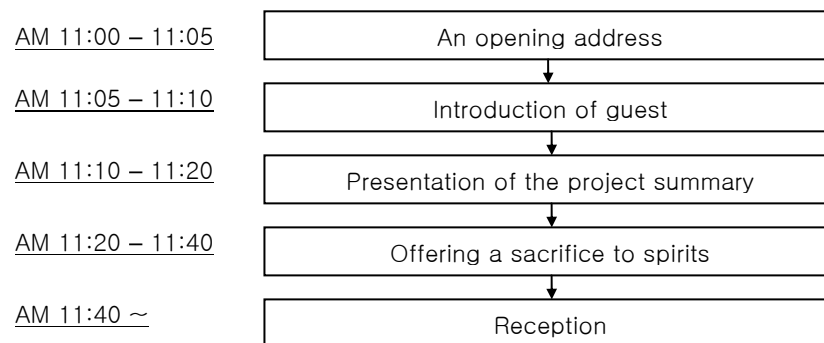 AM 11:00 – 11:05
An opening address
AM 11:05 – 11:10
Introduction of guest
AM 11:10 – 11:20
Presentation of the project summary
AM 11:20 – 11:40
Offering a sacrifice to spirits
AM 11:40 ~
Reception